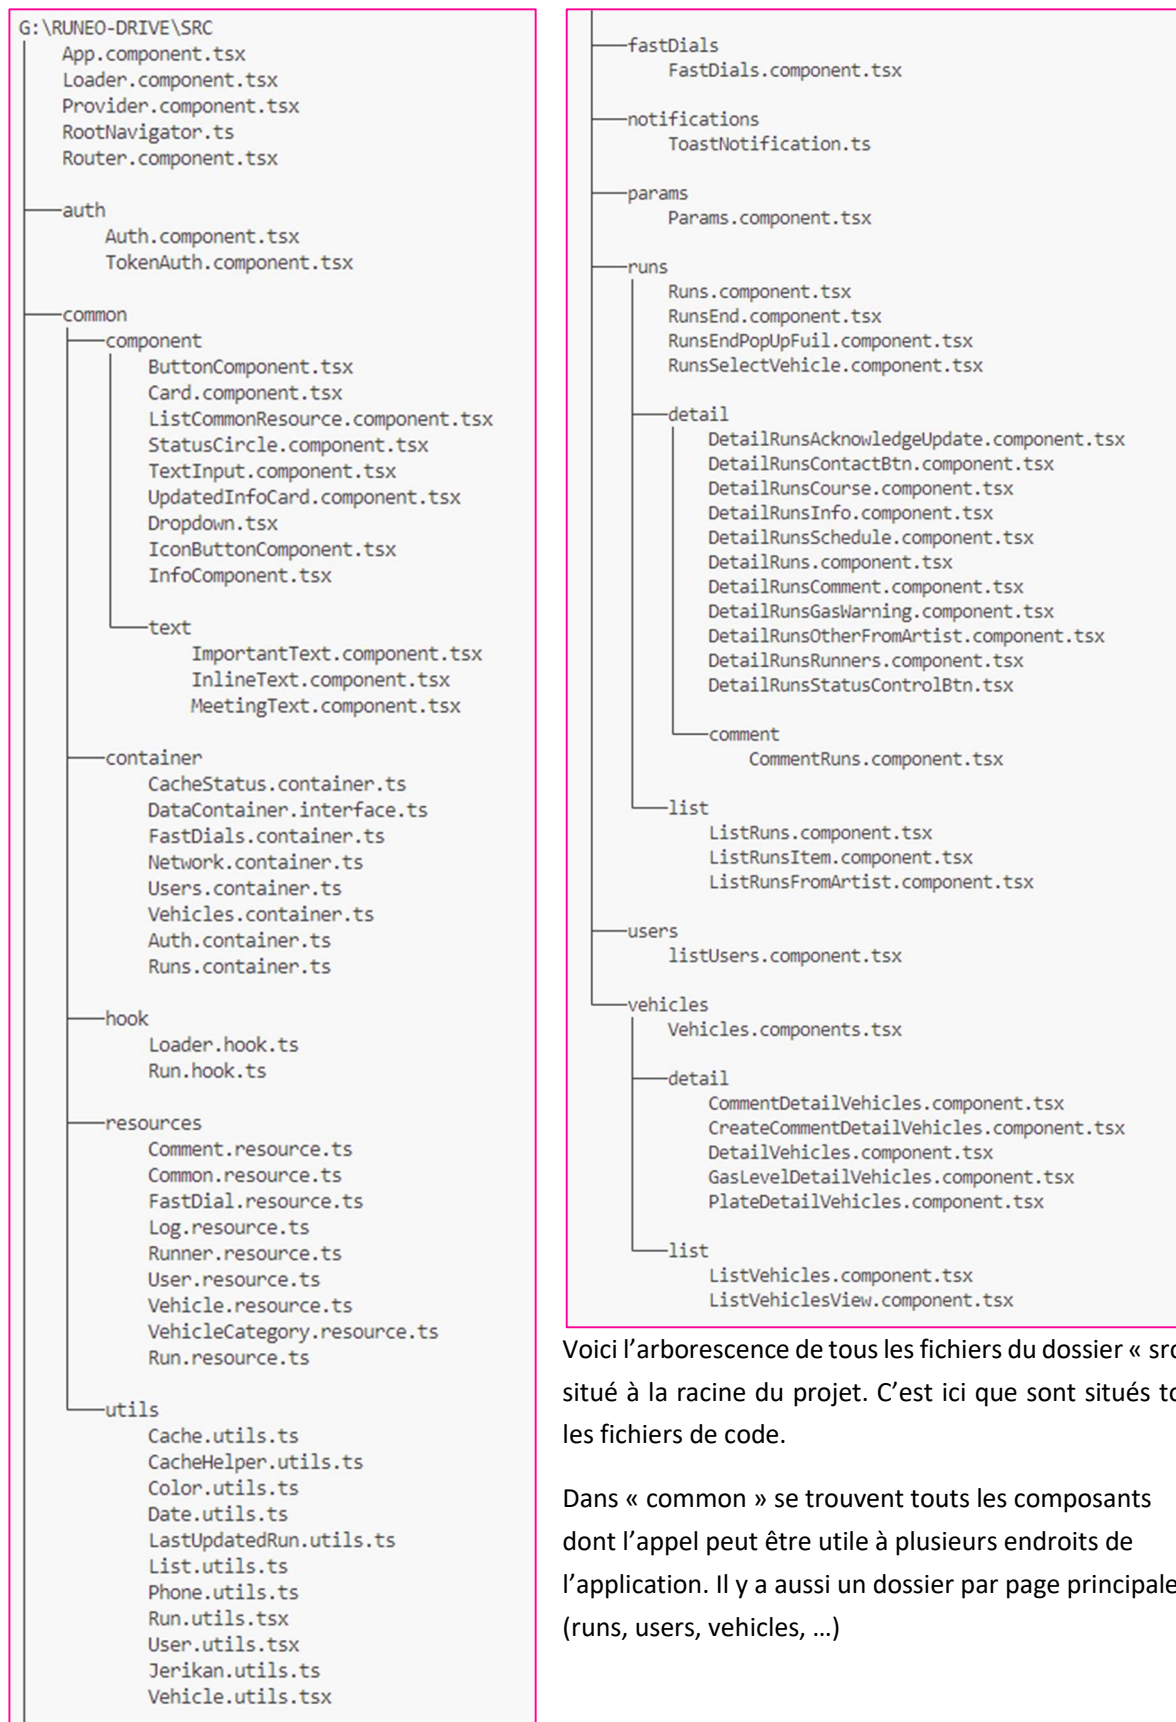 G:\RUNEO-DRIVE\SRC
App.component.tsx
Loader.component.tsx
Provider.component.tsx
RootNavigator.ts
Router.component.tsx
auth
Auth.component.tsx
TokenAuth.component.tsx
common
component
ButtonComponent.tsx
Card.component.tsx
ListCommonResource.component.tsx
StatusCircle.component.tsx
TextInput.component.tsx
UpdatedInfoCard.component.tsx
Dropdown.tsx
IconButtonComponent.tsx
InfoComponent.tsx
text
ImportantText.component.tsx
InlineText.component.tsx
MeetingText.component.tsx
container
CacheStatus.container.ts
DataContainer.interface.ts
FastDials.container.ts
Network.container.ts
Users.container.ts
Vehicles.container.ts
Auth.container.ts
Runs.container.ts
hook
Loader.hook.ts
Run.hook.ts
resources
Comment.resource.ts
Common.resource.ts
FastDial.resource.ts
Log.resource.ts
Runner.resource.ts
User.resource.ts
Vehicle.resource.ts
VehicleCategory.resource.ts
Run.resource.ts
utils
Cache.utils.ts
CacheHelper.utils.ts
Color.utils.ts
Date.utils.ts
LastUpdatedRun.utils.ts
List.utils.ts
Phone.utils.ts
Run.utils.tsx
User.utils.tsx
Jerikan.utils.ts
Vehicle.utils.tsx
fastDials
FastDials.component.tsx
notifications
ToastNotification.ts
params
Params.component.tsx
runs
Runs.component.tsx
RunsEnd.component.tsx
RunsEndPopUpFuil.component.tsx
RunsSelectVehicle.component.tsx
detail
DetailRunsAcknowledgeUpdate.component.tsx
DetailRunsContactBtn.component.tsx
DetailRunsCourse.component.tsx
DetailRunsInfo.component.tsx
DetailRunsSchedule.component.tsx
DetailRuns.component.tsx
DetailRunsComment.component.tsx
DetailRunsGasWarning.component.tsx
DetailRunsOtherFromArtist.component.tsx
DetailRunsRunners.component.tsx
DetailRunsStatusControlBtn.tsx
comment
CommentRuns.component.tsx
list
ListRuns.component.tsx
ListRunsItem.component.tsx
ListRunsFromArtist.component.tsx
users
listUsers.component.tsx
vehicles
Vehicles.components.tsx
detail
CommentDetailVehicles.component.tsx
CreateCommentDetailVehicles.component.tsx
DetailVehicles.component.tsx
GasLevelDetailVehicles.component.tsx
PlateDetailVehicles.component.tsx
list
ListVehicles.component.tsx
ListVehiclesView.component.tsx
Voici l’arborescence de tous les fichiers du dossier « src
situé à la racine du projet. C’est ici que sont situés
les fichiers de code.
Dans « common » se trouvent touts les composants
dont l’appel peut être utile à plusieurs endroits de
l’application. Il y a aussi un dossier par page principale
(runs, users, vehicles, …)